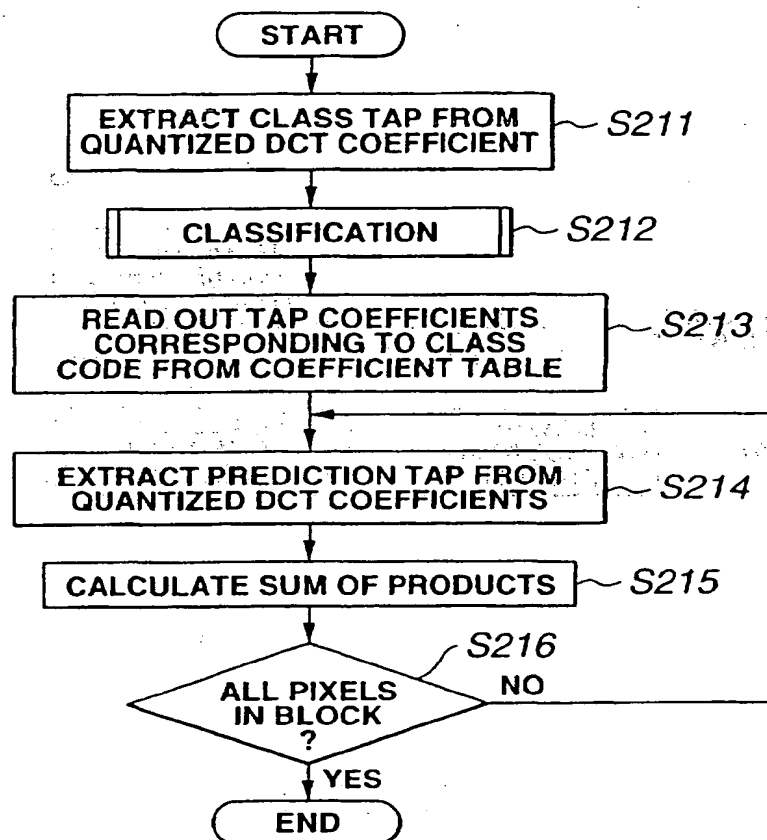 START
EXTRACT CLASS TAP FROM
QUANTIZED DCT COEFFICIENT
S211
CLASSIFICATION
S212
READ OUT TAP COEFFICIENTS
CORRESPONDING TO CLASS
CODE FROM COEFFICIENT TABLE
S213
EXTRACT PREDICTION TAP FROM
QUANTIZED DCT COEFFICIENTS
S214
CALCULATE SUM OF PRODUCTS
S215
S216
ALL PIXELS
IN BLOCK
?
NO
YES
END